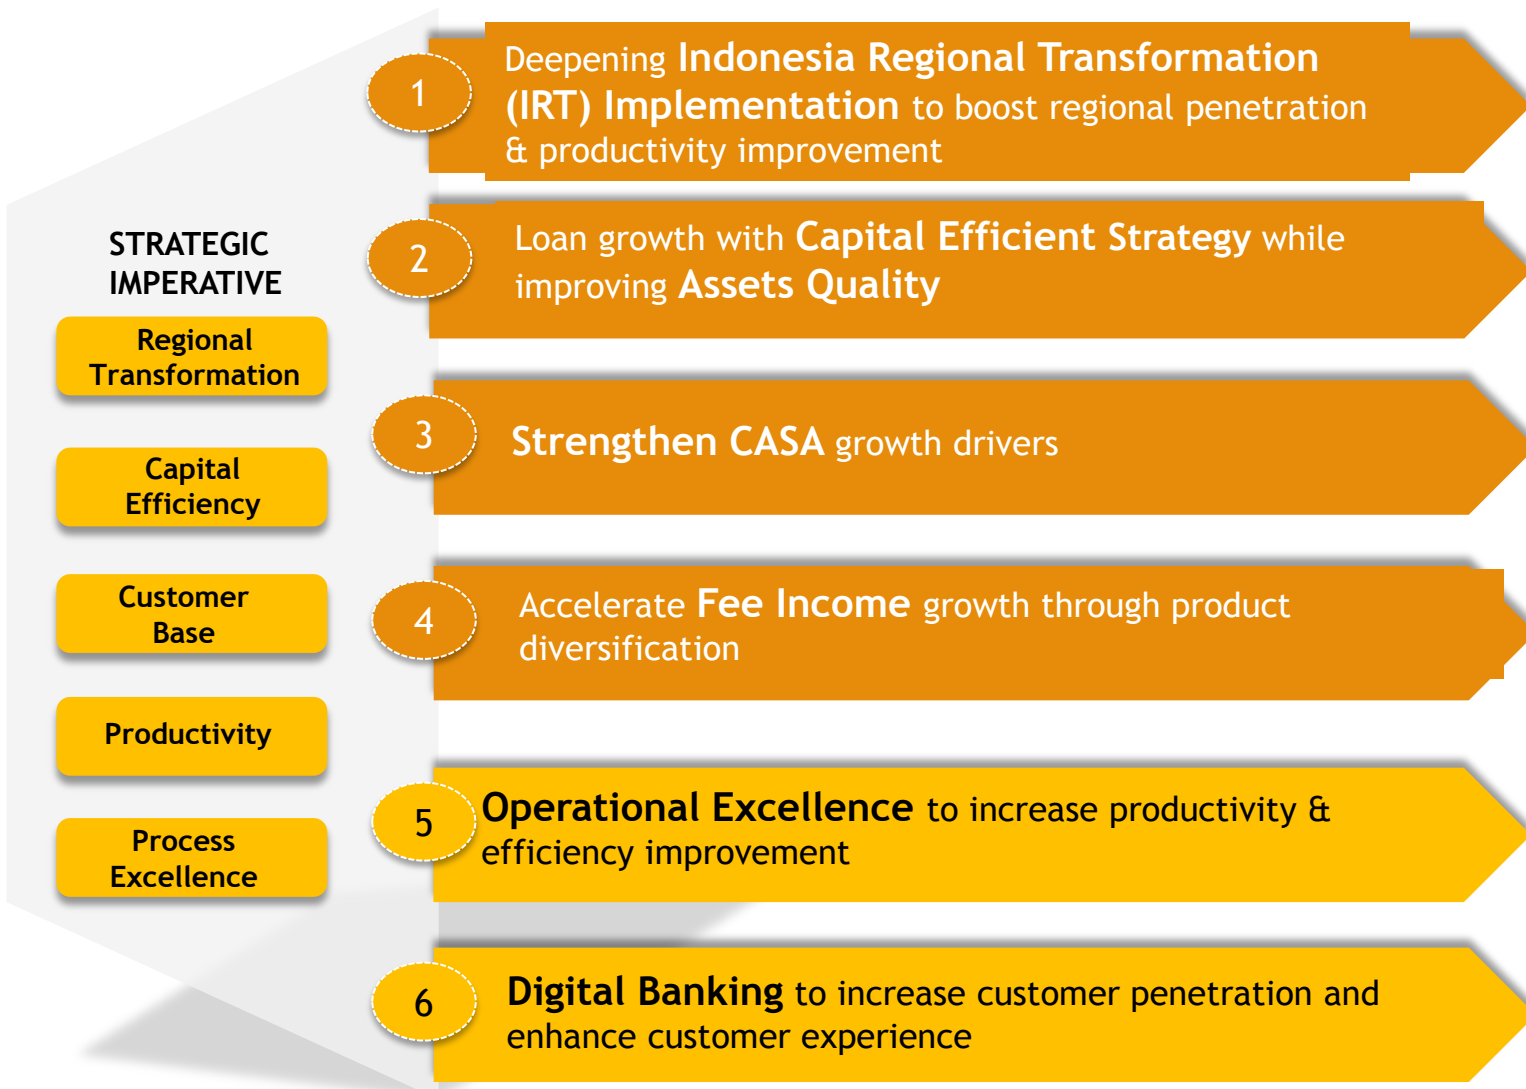 STRATEGIC
IMPERATIVE
Regional
Transformation
Capital
Efficiency
Customer
Base
Productivity
Process
Excellence
1
Deepening Indonesia Regional Transformation
(IRT) Implementation to boost regional penetration
& productivity improvement
2
Loan growth with Capital Efficient Strategy while
improving Assets Quality
3
Strengthen CASA growth drivers
4
Accelerate Fee Income growth through product
diversification
5
Operational Excellence to increase productivity &
efficiency improvement
6
Digital Banking to increase customer penetration and
enhance customer experience